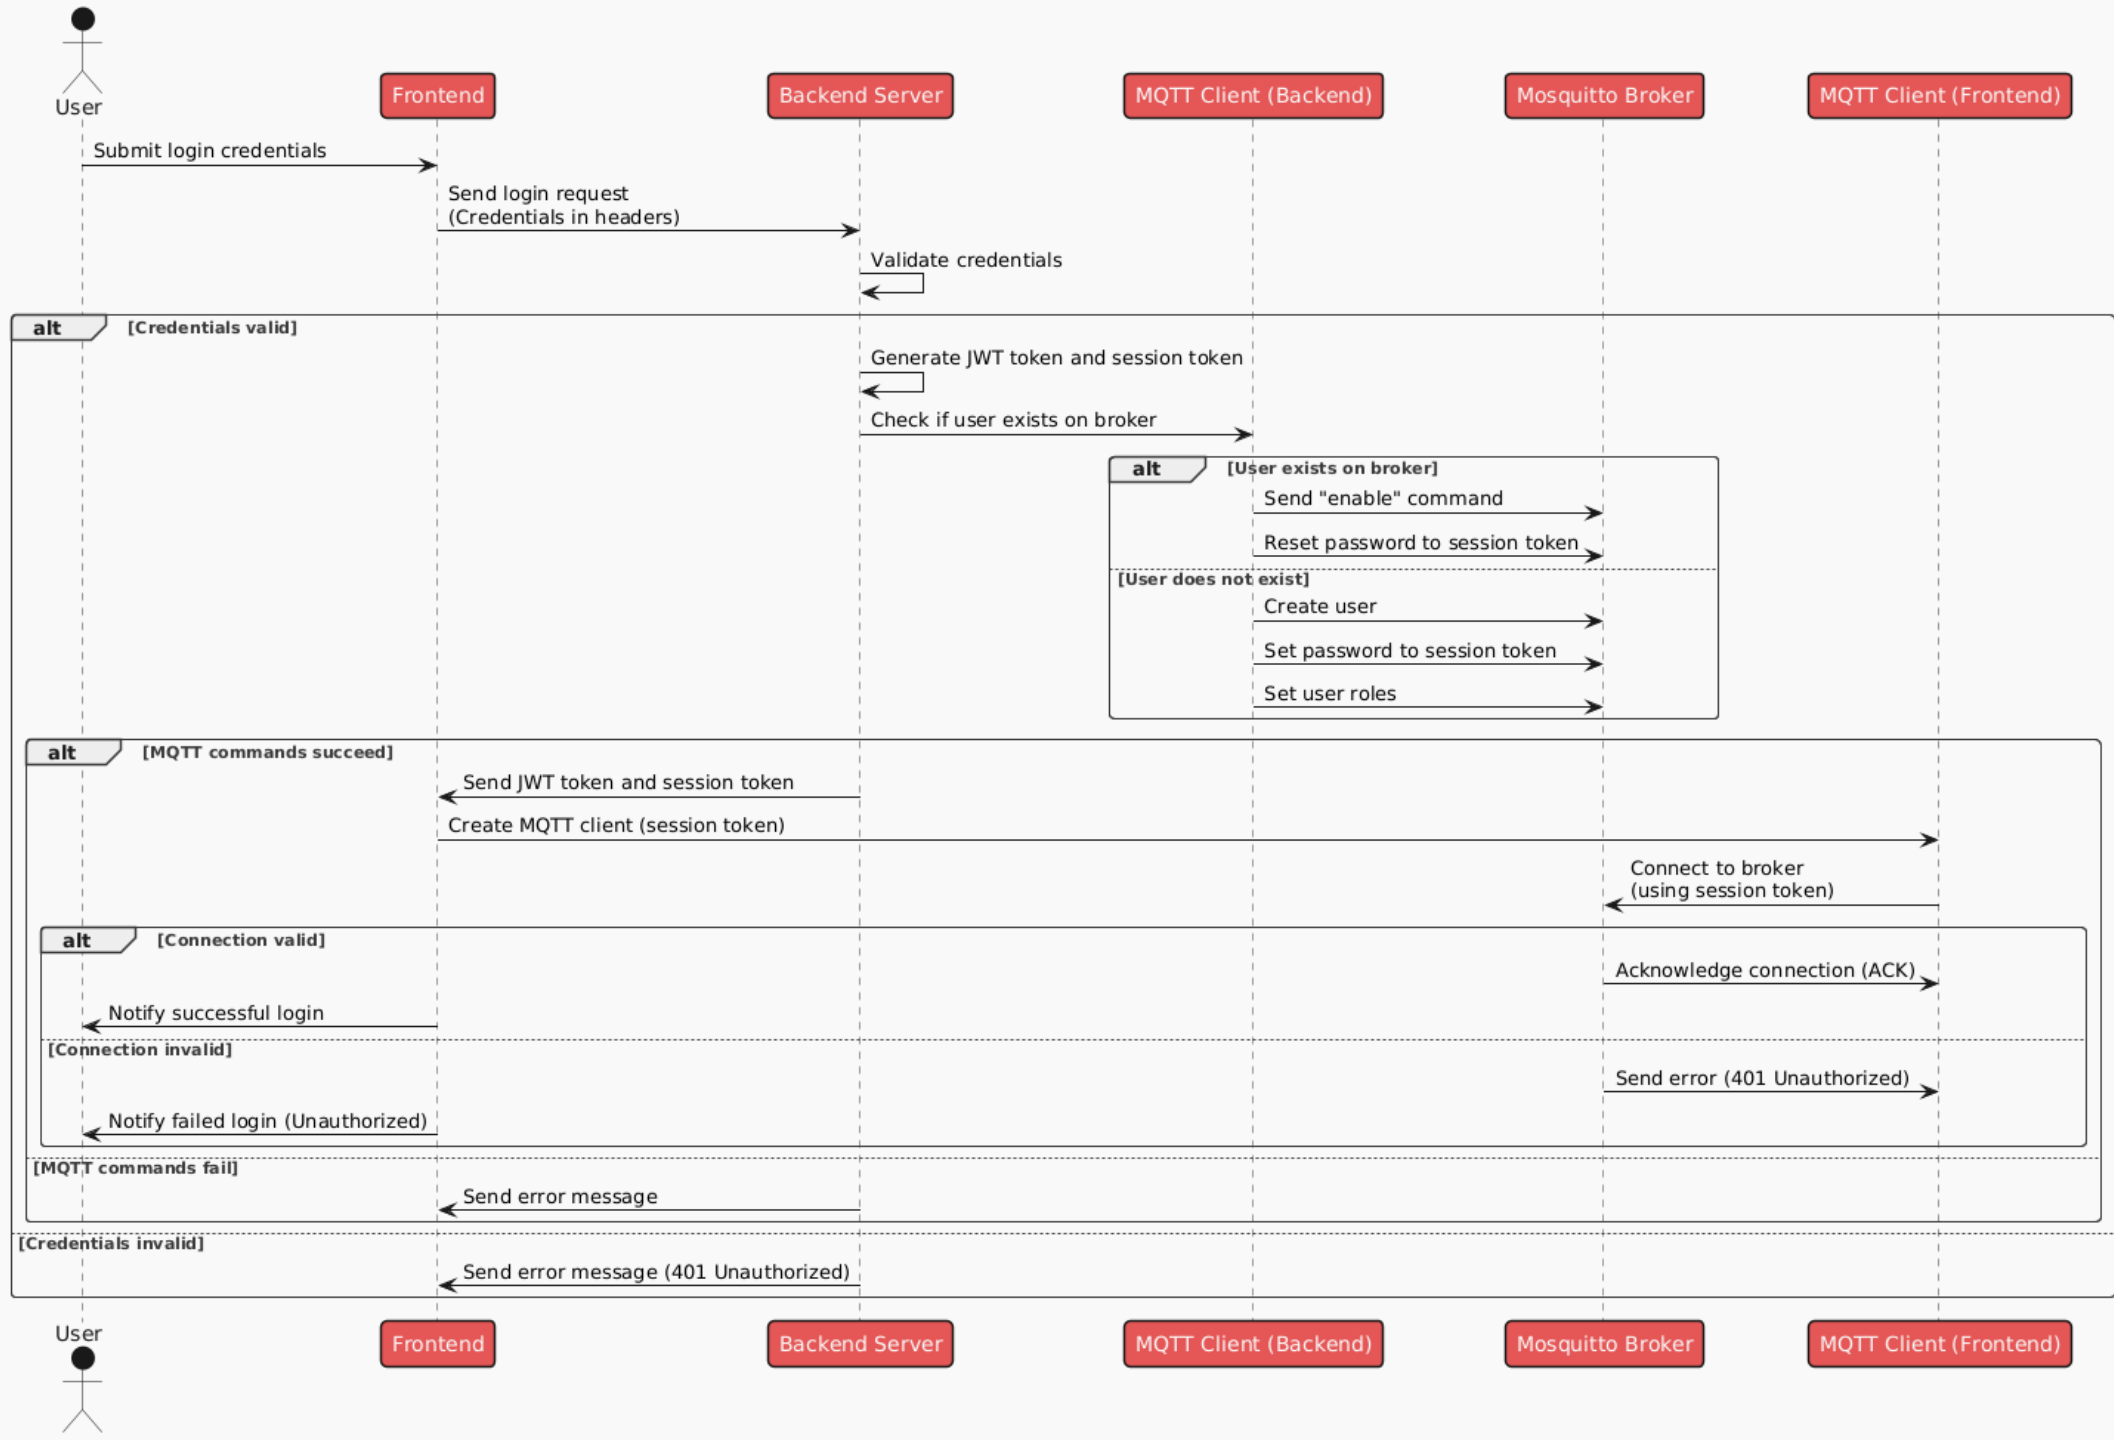 User
Frontend
Backend Server
MQTT Client (Backend)
Mosquitto Broker
MQTT Client (Frontend)
Submit login credentials
Send login request
(Credentials in headers)
Validate credentials
alt
[Credentials valid]
Generate JWT token and session token
Check if user exists on broker
alt
[User exists on broker]
Send "enable" command
Reset password to session token
[User does not exist]
Create user
Set password to session token
Set user roles
alt
[MQTT commands succeed]
Send JWT token and session token
Create MQTT client (session token)
Connect to broker
(using session token)
alt
[Connection valid]
Acknowledge connection (ACK)
Notify successful login
[Connection invalid]
Send error (401 Unauthorized)
Notify failed login (Unauthorized)
[MQTT commands fail]
Send error message
[Credentials invalid]
Send error message (401 Unauthorized)
User
Frontend
Backend Server
MQTT Client (Backend)
Mosquitto Broker
MQTT Client (Frontend)